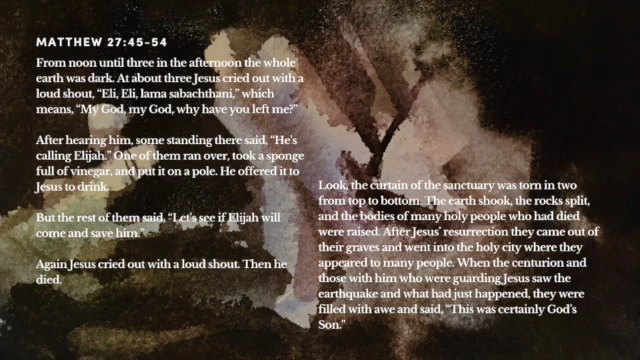 MATTHEW 27:45-54
From noon until three in the afternoon the whole
earth was dark. At about three Jesus cried out with a
loud shout, “Eli, Eli, lama sabachthani,” which
means, “My God, my God, why have you left me?”
After hearing him, some standing there said, “He’s
calling Elijah.” One of them ran over, took a sponge
full of vinegar, and put it on a pole. He offered it to
Jesus to drink.
But the rest of them said, “Let’s see if Elijah will
come and save him.”
Again Jesus cried out with a loud shout. Then he
died.
Look, the curtain of the sanctuary was torn in two
from top to bottom. The earth shook, the rocks split,
and the bodies of many holy people who had died
were raised. After Jesus’ resurrection they came out of
their graves and went into the holy city where they
appeared to many people. When the centurion and
those with him who were guarding Jesus saw the
earthquake and what had just happened, they were
filled with awe and said, “This was certainly God’s
Son.”